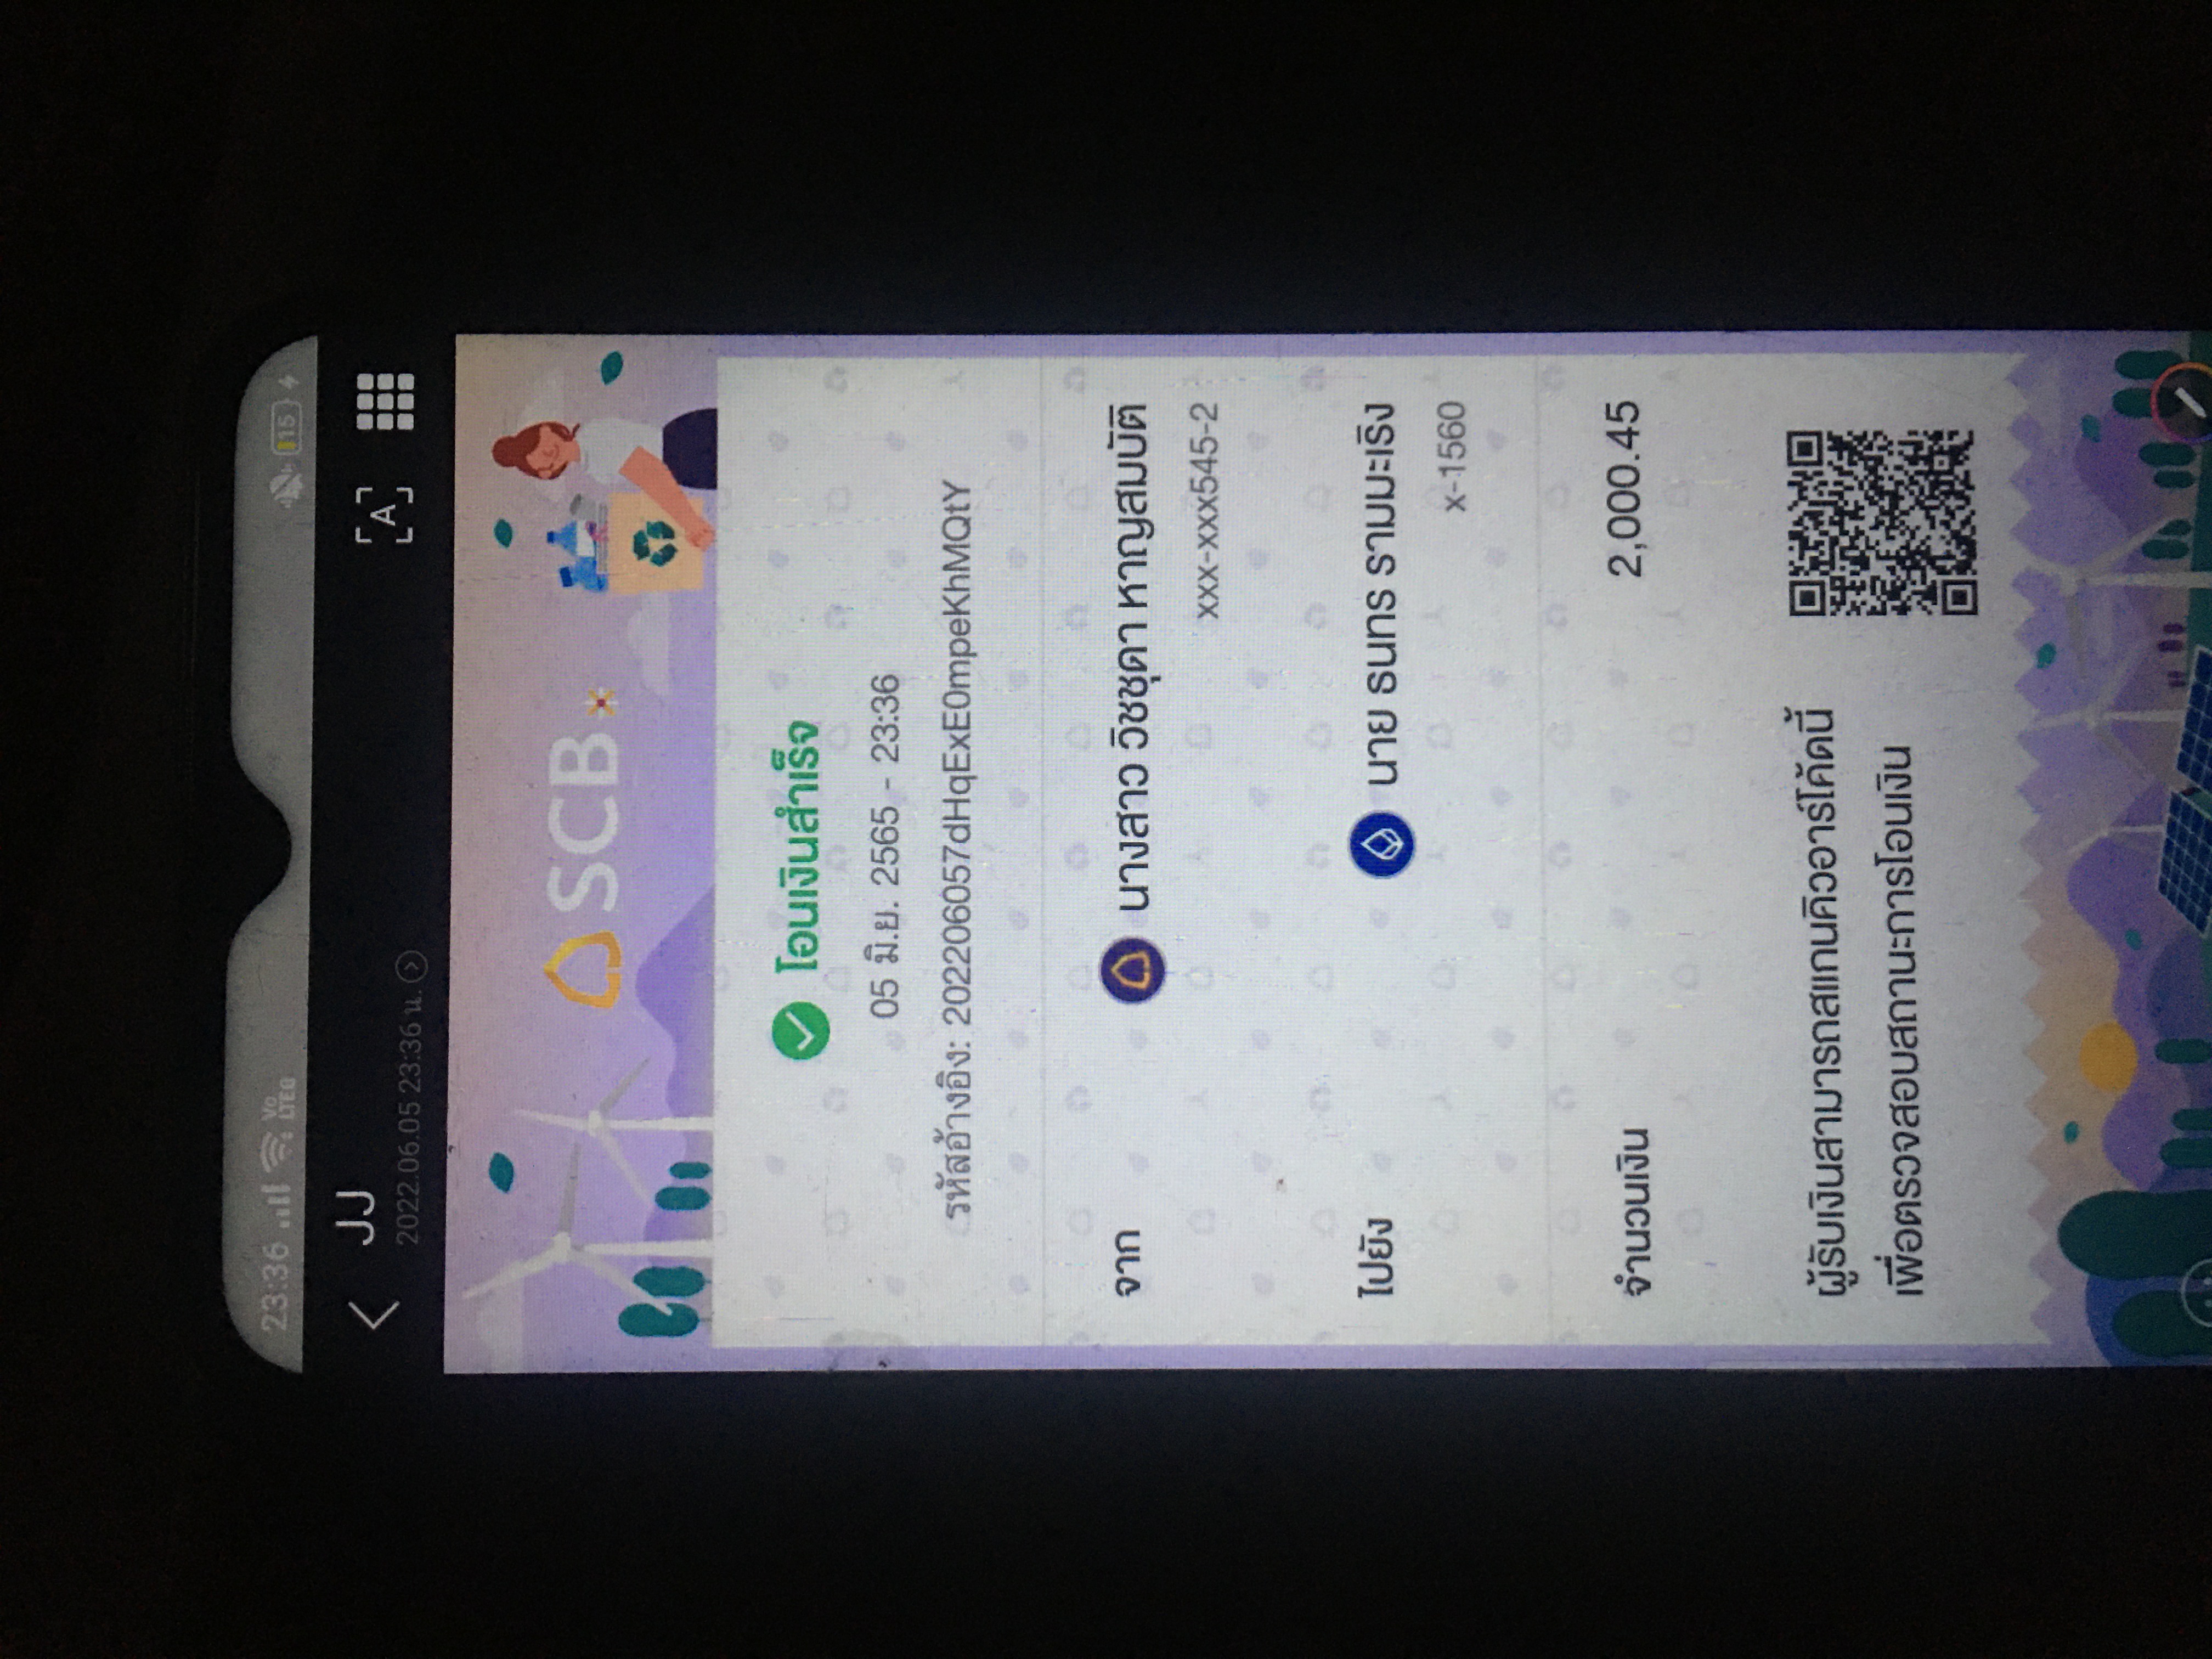 23:36 Vo LTE 15
JJ
2022.06.05 23:36 น.
A
SCB
โอนเงินสำเร็จ
05 มิ.ย. 2565 - 23:36
รหัสอ้างอิง: 202206057dHqExE0mpeKhMQtY
จาก นางสาว วิชชุดา หาญสมบัติ
xxx-xxx545-2
ไปยัง นาย ธนทร รามมะเริง
x-1560
จำนวนเงิน 2,000.45
ผู้รับเงินสามารถสแกนคิวอาร์โค้ดนี้
เพื่อตรวจสอบสถานะการโอนเงิน